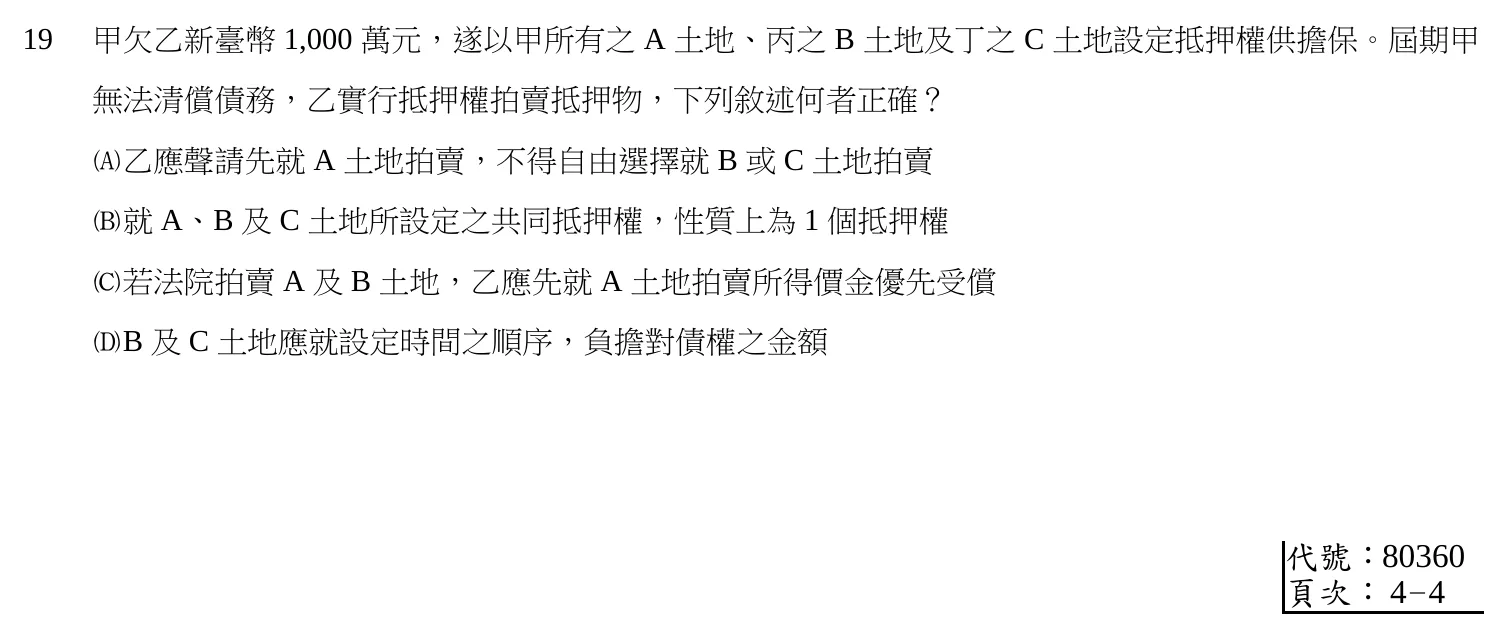 19 甲欠乙新臺幣 1,000 萬元，遂以甲所有之 A 土地、丙之 B 土地及丁之 C 土地設定抵押權供擔保。屆期甲
無法清償債務，乙實行抵押權拍賣抵押物，下列敘述何者正確？
(A)乙應聲請先就 A 土地拍賣，不得自由選擇就 B 或 C 土地拍賣
(B)就 A、B 及 C 土地所設定之共同抵押權，性質上為 1 個抵押權
(C)若法院拍賣 A 及 B 土地，乙應先就 A 土地拍賣所得價金優先受償
(D)B 及 C 土地應就設定時間之順序，負擔對債權之金額
代號：80360
頁次：4-4